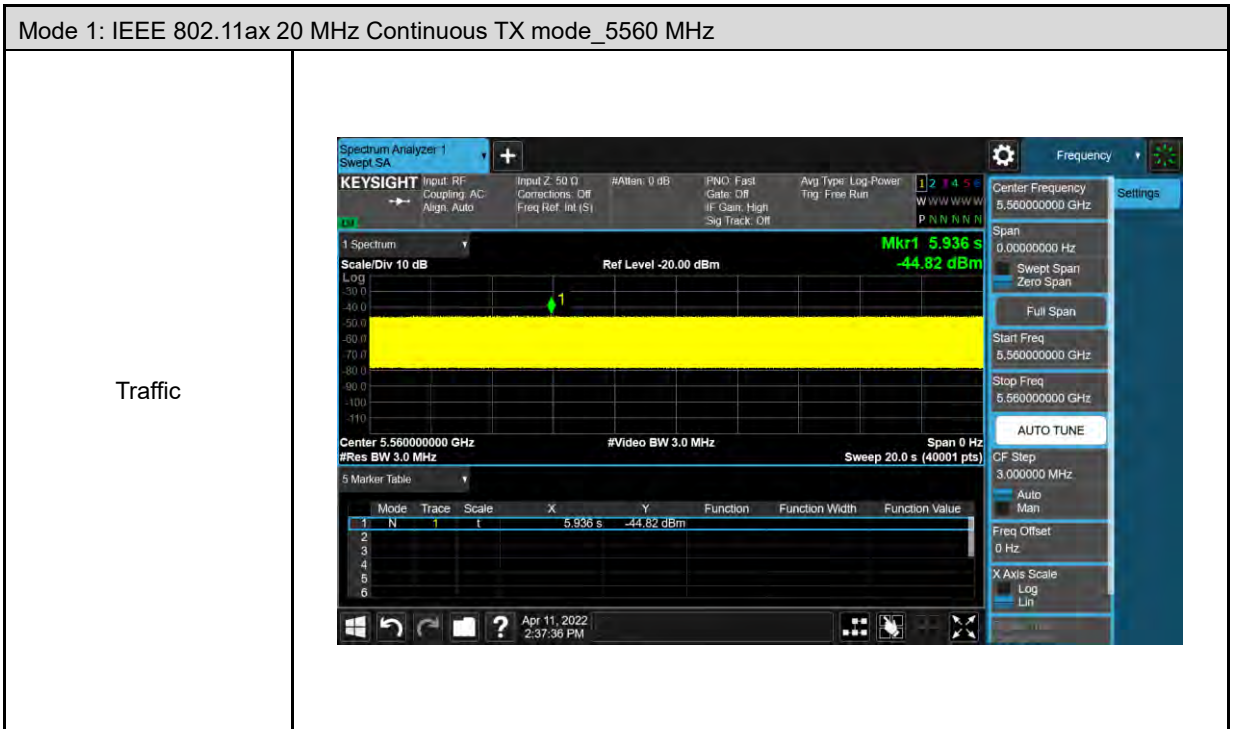 Mode 1: IEEE 802.11ax 20 MHz Continuous TX mode_5560 MHz
Traffic
Spectrum Analyzer 1
Swept SA
+
Frequency
KEYSIGHT
Input: RF
Coupling: AC
Align: Auto
Input Z: 50 Ω
Corrections: Off
Freq Ref: Int (S)
#Atten: 0 dB
PNO: Fast
Gate: Off
IF Gain: High
Sig Track: Off
Avg Type: Log-Power
Trig: Free Run
1 2 3 4 5 6
W W W W W W
P N N N N N
Center Frequency
5.560000000 GHz
Settings
Span
0.00000000 Hz
Swept Span
Zero Span
Full Span
Start Freq
5.560000000 GHz
Stop Freq
5.560000000 GHz
AUTO TUNE
CF Step
3.000000 MHz
Auto
Man
Freq Offset
0 Hz
X Axis Scale
Log
Lin
1 Spectrum
Mkr1 5.936 s
-44.82 dBm
Scale/Div 10 dB
Ref Level -20.00 dBm
Log
-30.0
-40.0
-50.0
-60.0
-70.0
-80.0
-90.0
-100
-110
1
Center 5.560000000 GHz
#Video BW 3.0 MHz
Span 0 Hz
#Res BW 3.0 MHz
Sweep 20.0 s (40001 pts)
5 Marker Table
Mode Trace Scale X Y Function Function Width Function Value
1 N 1 t 5.936 s -44.82 dBm
2
3
4
5
6
?
Apr 11, 2022
2:37:36 PM